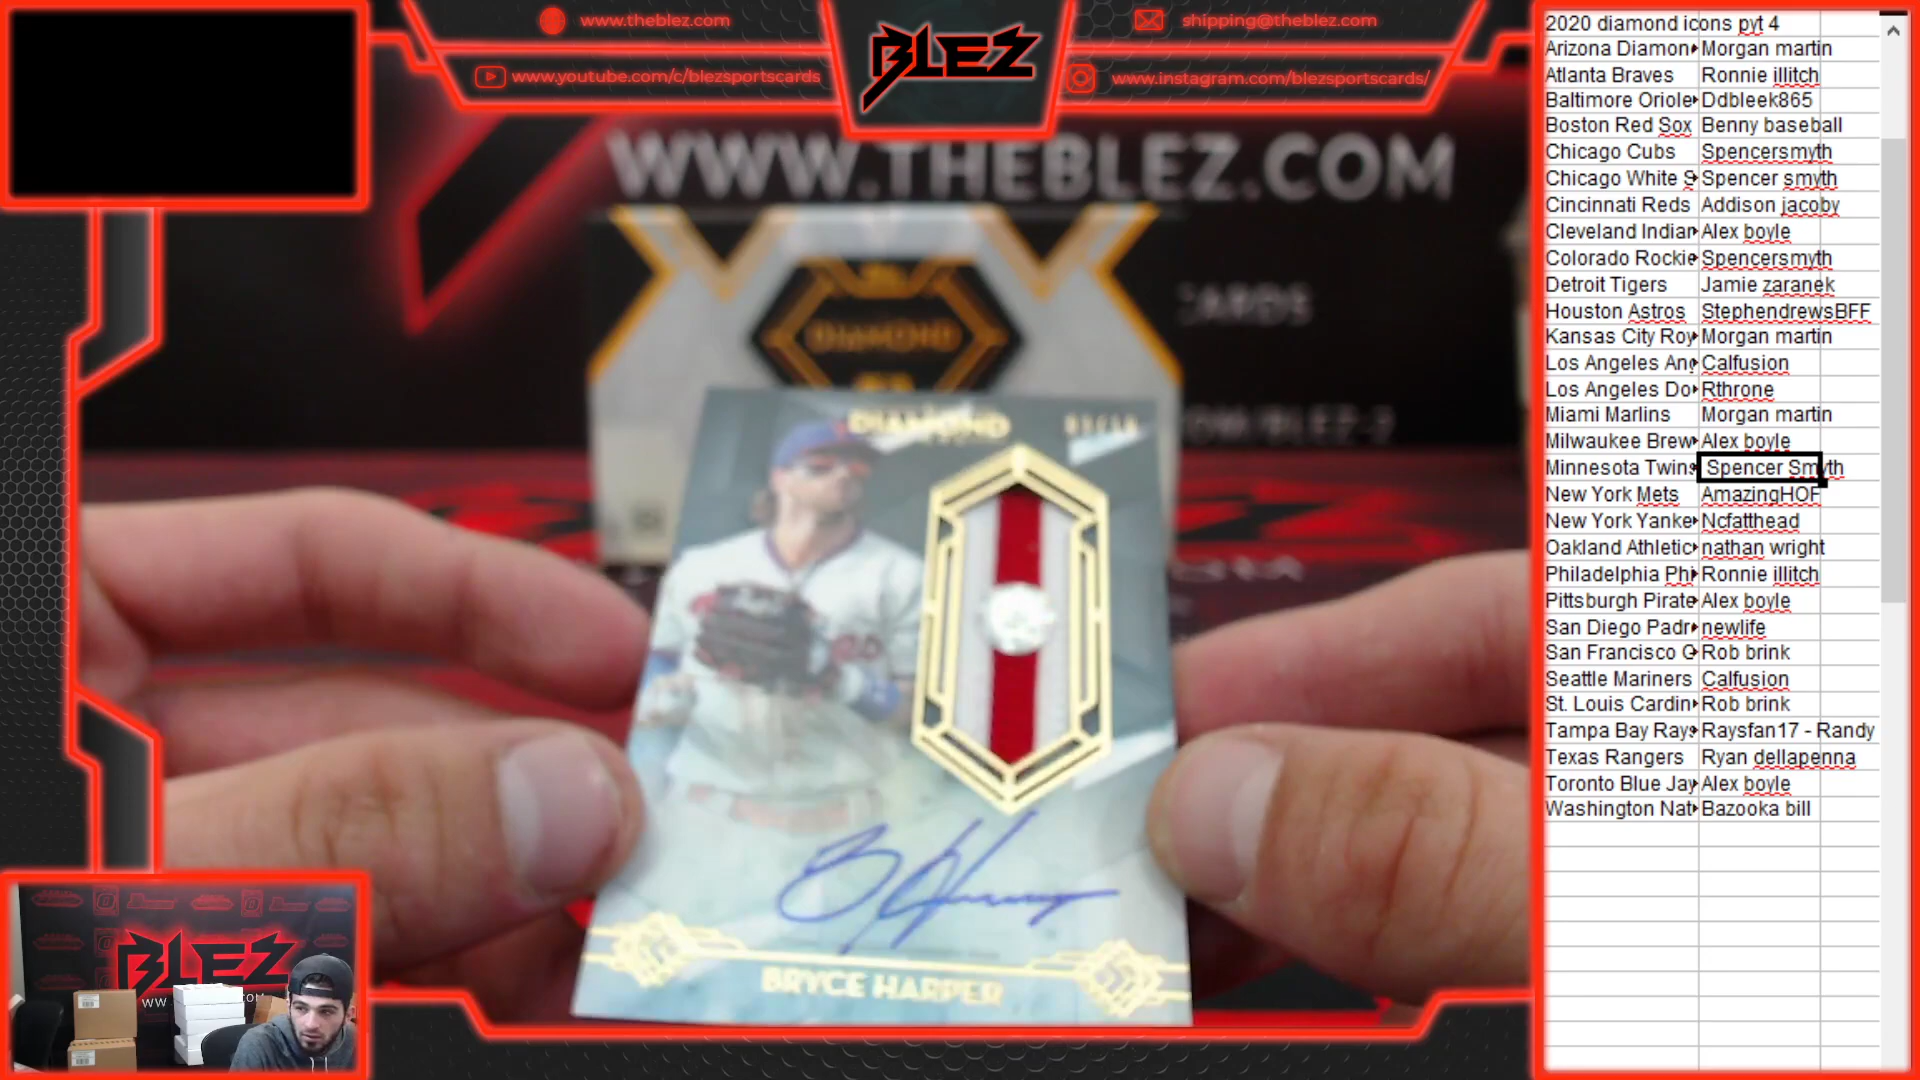 www.theblez.com
www.youtube.com/c/blezsportscards
BLEZ
shipping@theblez.com
www.instagram.com/blezsportscards/
WWW.THEBLEZ.COM
CARDS
OM/BLEZ-2
DIAMOND
DIAMOND
BRYCE HARPER
BLEZ
2020 diamond icons pyt 4
Arizona Diamon Morgan martin
Atlanta Braves Ronnie illitch
Baltimore Oriole Ddbleek865
Boston Red Sox Benny baseball
Chicago Cubs Spencersmyth
Chicago White S Spencer smyth
Cincinnati Reds Addison jacoby
Cleveland Indian Alex boyle
Colorado Rockie Spencersmyth
Detroit Tigers Jamie zaranek
Houston Astros StephendrewsBFF
Kansas City Roy Morgan martin
Los Angeles Ang Calfusion
Los Angeles Do Rthrone
Miami Marlins Morgan martin
Milwaukee Brew Alex boyle
Minnesota Twins Spencer Smyth
New York Mets AmazingHOF
New York Yanke Ncfatthead
Oakland Athletic nathan wright
Philadelphia Phi Ronnie illitch
Pittsburgh Pirate Alex boyle
San Diego Padr newlife
San Francisco G Rob brink
Seattle Mariners Calfusion
St. Louis Cardin Rob brink
Tampa Bay Rays Raysfan17 - Randy
Texas Rangers Ryan dellapenna
Toronto Blue Jay Alex boyle
Washington Nat Bazooka bill